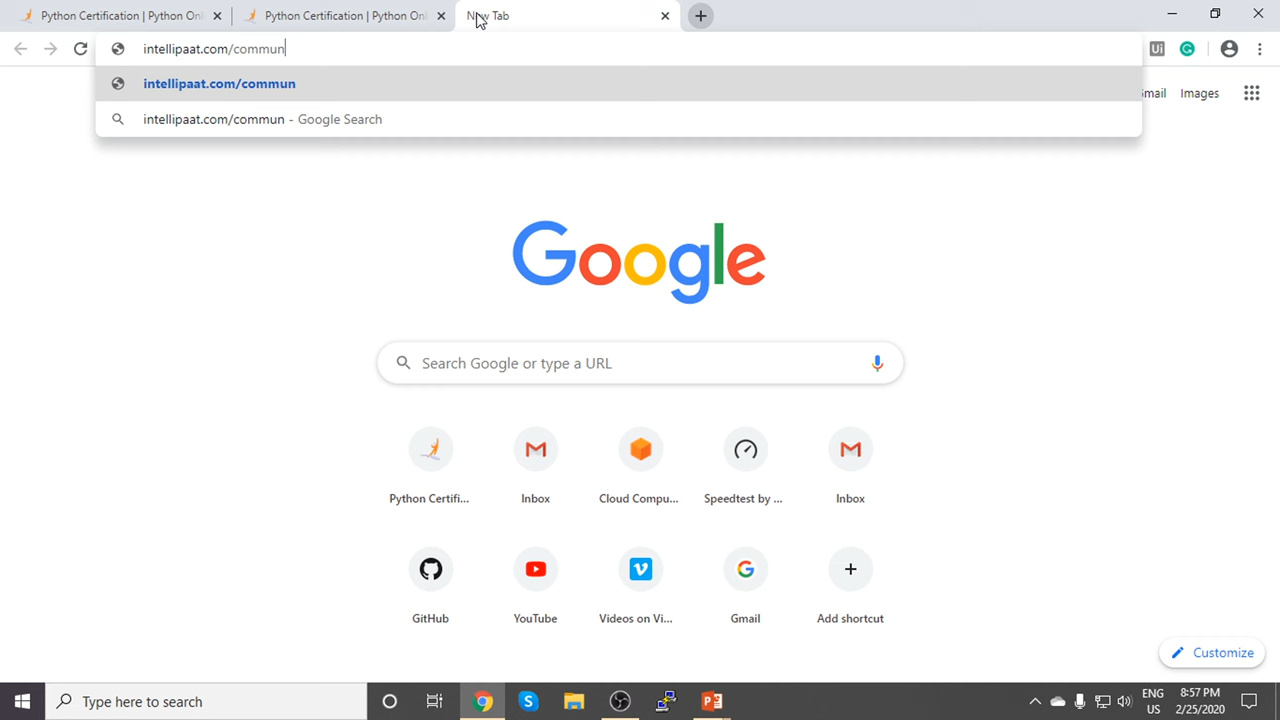 Python Certification | Python Onl
Python Certification | Python Onl
New Tab
intellipaat.com/commun
intellipaat.com/commun
intellipaat.com/commun - Google Search
Ui
Gmail
Images
Google
Search Google or type a URL
Python Certifi...
Inbox
Cloud Compu...
Speedtest by ...
Inbox
GitHub
YouTube
Videos on Vi...
Gmail
Add shortcut
Customize
Type here to search
ENG
US
8:57 PM
2/25/2020